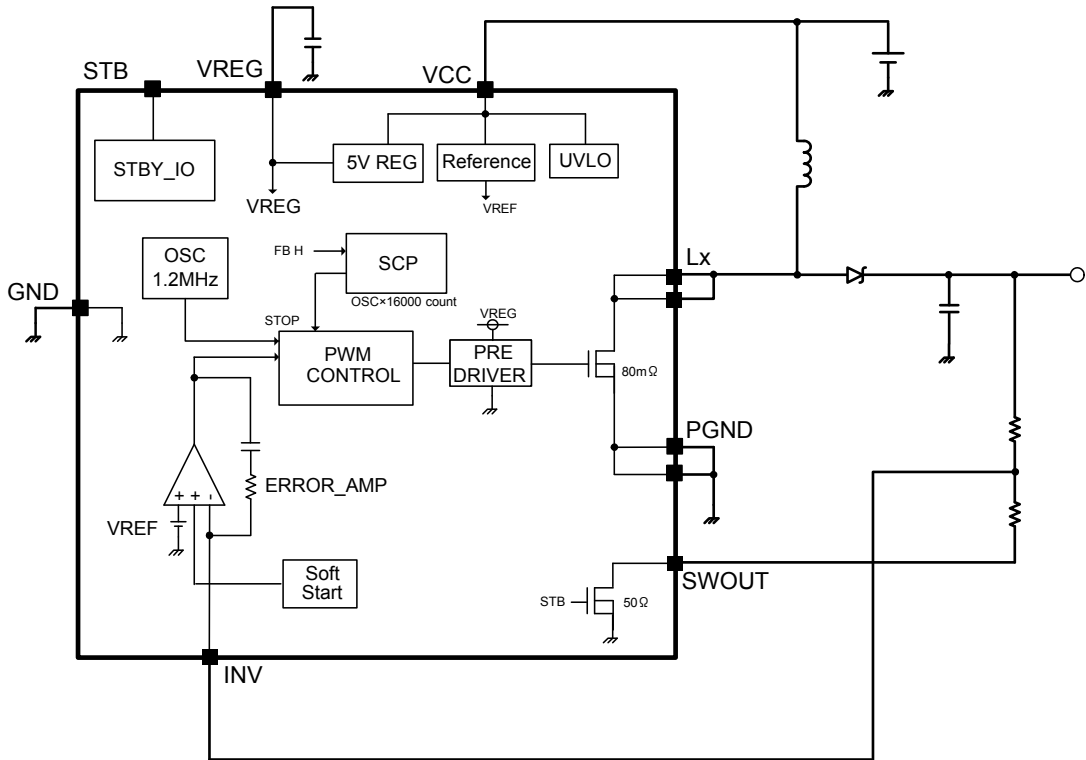 STB
VREG
VCC
STBY_IO
5V REG
Reference
UVLO
VREG
VREF
OSC
1.2MHz
FB H
SCP
OSC×16000 count
Lx
GND
STOP
VREG
PWM
CONTROL
PRE
DRIVER
80mΩ
PGND
ERROR_AMP
+ + -
VREF
Soft
Start
SWOUT
STB
50Ω
INV